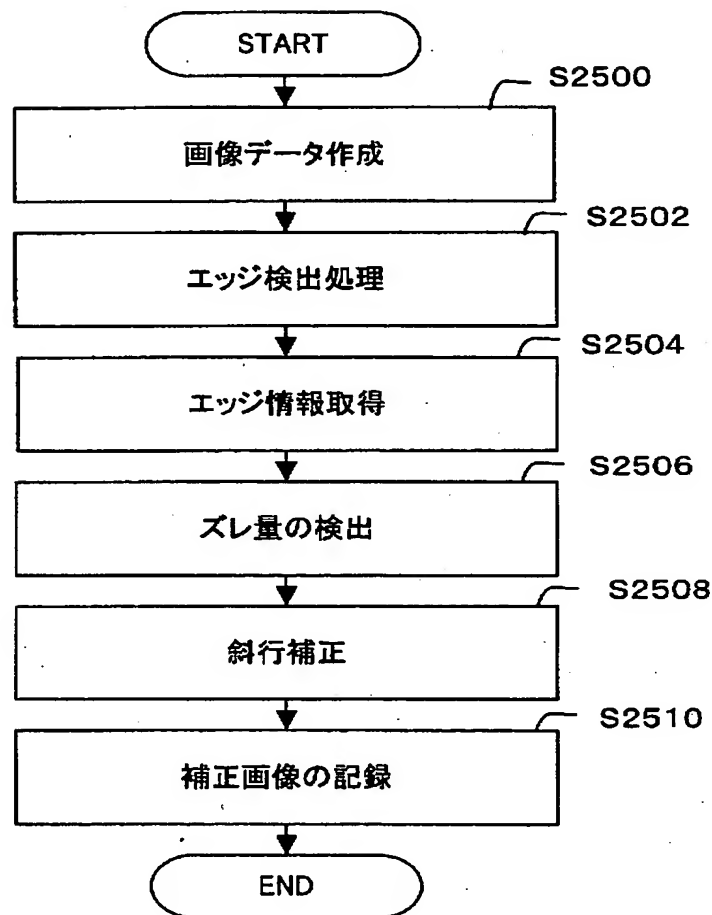 START
S2500
画像データ作成
S2502
エッジ検出処理
S2504
エッジ情報取得
S2506
ズレ量の検出
S2508
斜行補正
S2510
補正画像の記録
END